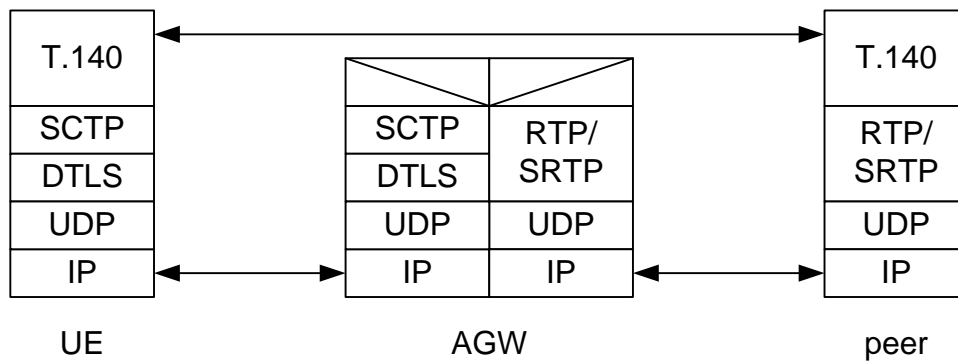 T.140
SCTP
DTLS
UDP
IP
UE
SCTP
DTLS
UDP
IP
RTP/
SRTP
UDP
IP
AGW
T.140
RTP/
SRTP
UDP
IP
peer